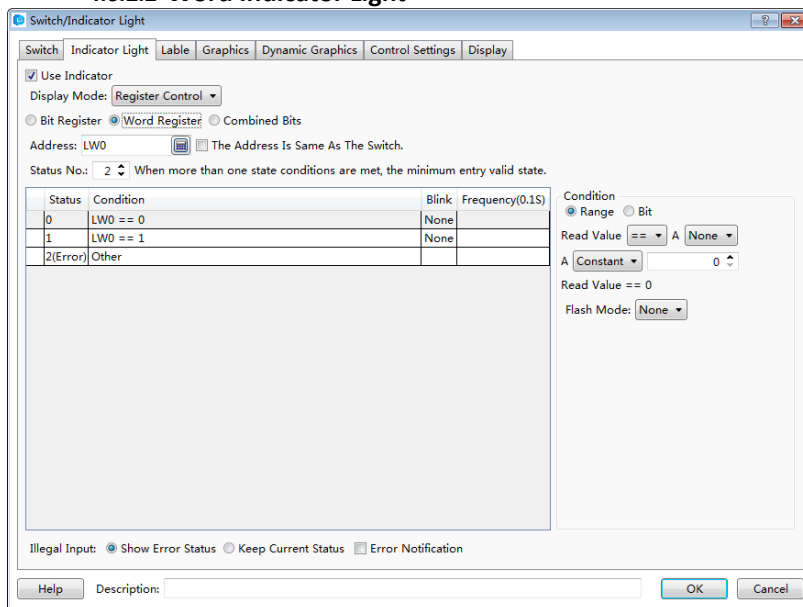 Word Indicator Light
Switch/Indicator Light
Switch Indicator Light Lable Graphics Dynamic Graphics Control Settings Display
Use Indicator
Display Mode: Register Control
Bit Register Word Register Combined Bits
Address: LW0 The Address Is Same As The Switch.
Status No.: 2 When more than one state conditions are met, the minimum entry valid state.
Status Condition Blink Frequency(0.1S)
0 LW0 == 0 None
1 LW0 == 1 None
2(Error) Other
Condition
Range Bit
Read Value == A None
A Constant 0
Read Value == 0
Flash Mode: None
Illegal Input: Show Error Status Keep Current Status Error Notification
Help Description: OK Cancel